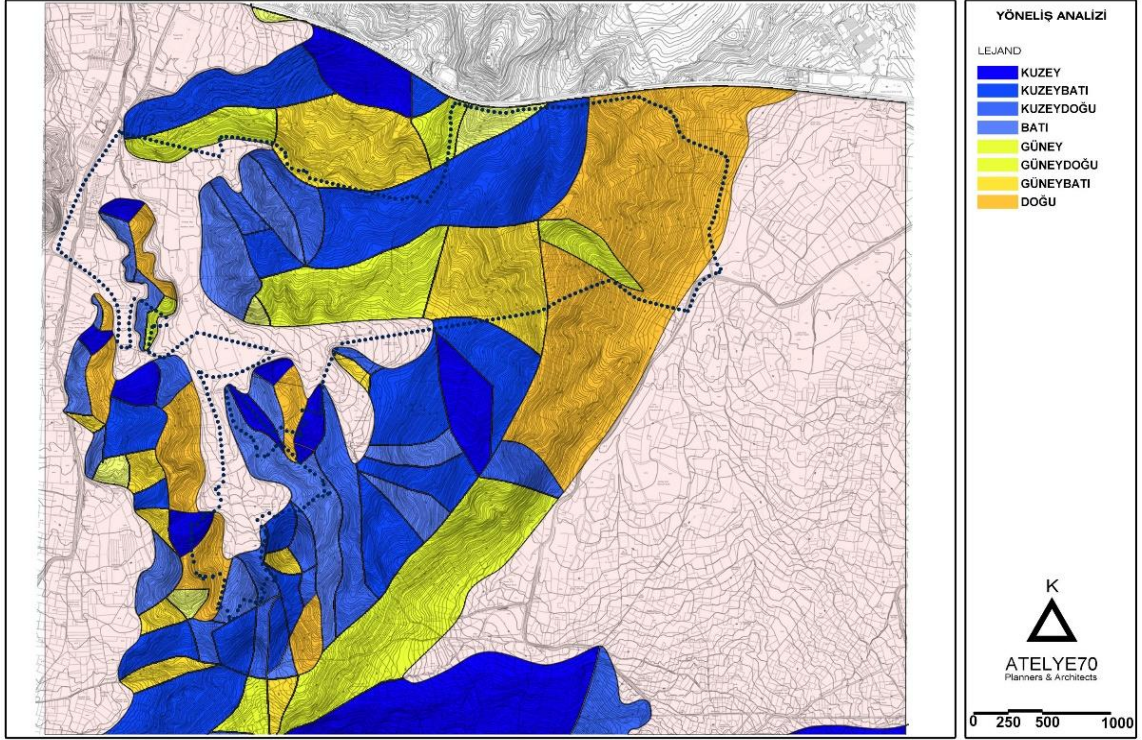 YÖNELİŞ ANALİZİ
LEJAND
KUZEY
KUZEYBATI
KUZEYDOĞU
BATI
GÜNEY
GÜNEYDOĞU
GÜNEYBATI
DOĞU
K
ATELYE70
Planners & Architects
0 250 500 1000